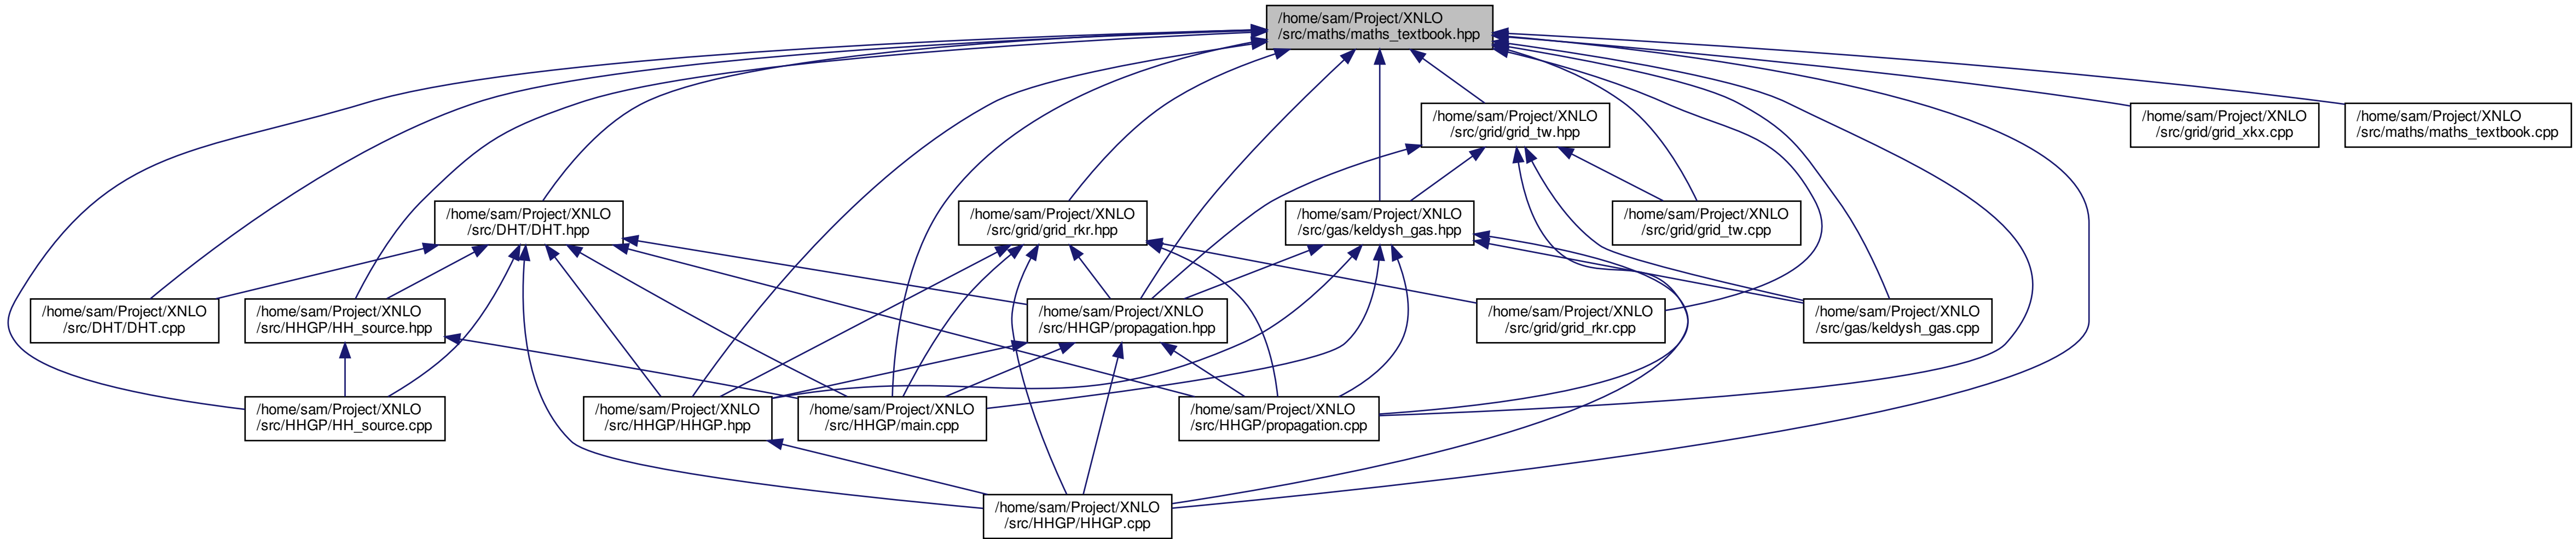 /home/sam/Project/XNLO
/src/maths/maths_textbook.hpp
/home/sam/Project/XNLO
/src/grid/grid_tw.hpp
/home/sam/Project/XNLO
/src/grid/grid_xkx.cpp
/home/sam/Project/XNLO
/src/maths/maths_textbook.cpp
/home/sam/Project/XNLO
/src/DHT/DHT.hpp
/home/sam/Project/XNLO
/src/grid/grid_rkr.hpp
/home/sam/Project/XNLO
/src/gas/keldysh_gas.hpp
/home/sam/Project/XNLO
/src/grid/grid_tw.cpp
/home/sam/Project/XNLO
/src/DHT/DHT.cpp
/home/sam/Project/XNLO
/src/HHGP/HH_source.hpp
/home/sam/Project/XNLO
/src/HHGP/propagation.hpp
/home/sam/Project/XNLO
/src/grid/grid_rkr.cpp
/home/sam/Project/XNLO
/src/gas/keldysh_gas.cpp
/home/sam/Project/XNLO
/src/HHGP/HH_source.cpp
/home/sam/Project/XNLO
/src/HHGP/HHGP.hpp
/home/sam/Project/XNLO
/src/HHGP/main.cpp
/home/sam/Project/XNLO
/src/HHGP/propagation.cpp
/home/sam/Project/XNLO
/src/HHGP/HHGP.cpp